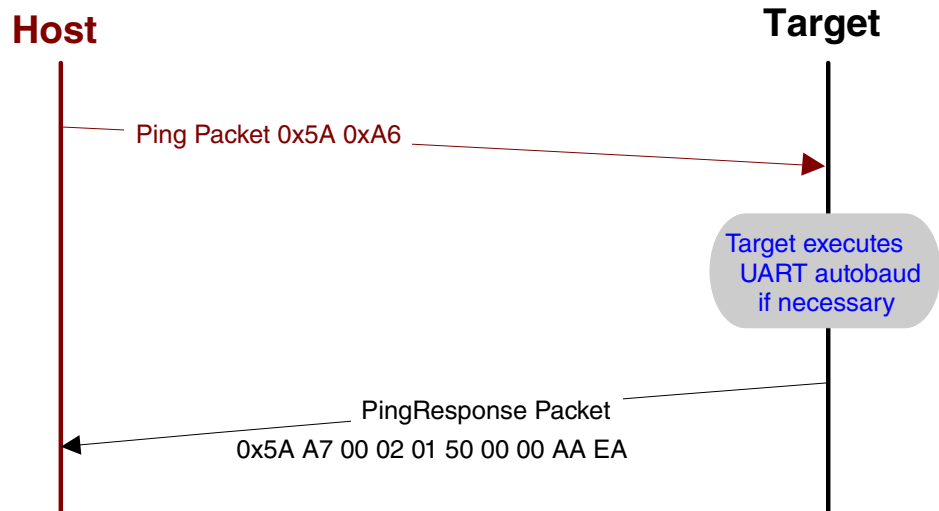 Host
Target
Ping Packet 0x5A 0xA6
Target executes
UART autobaud
if necessary
PingResponse Packet
0x5A A7 00 02 01 50 00 00 AA EA